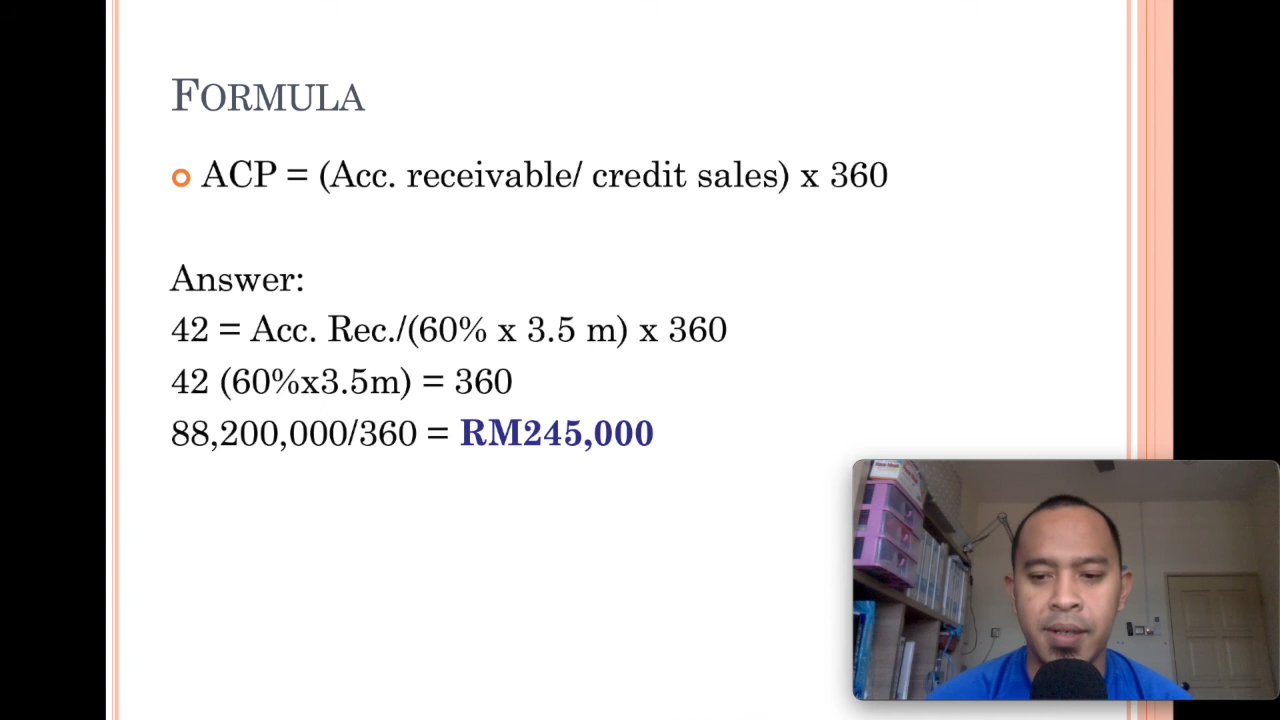 FORMULA
ACP = (Acc. receivable/ credit sales) x 360
Answer:
42 = Acc. Rec./(60% x 3.5 m) x 360
42 (60%x3.5m) = 360
88,200,000/360 = RM245,000